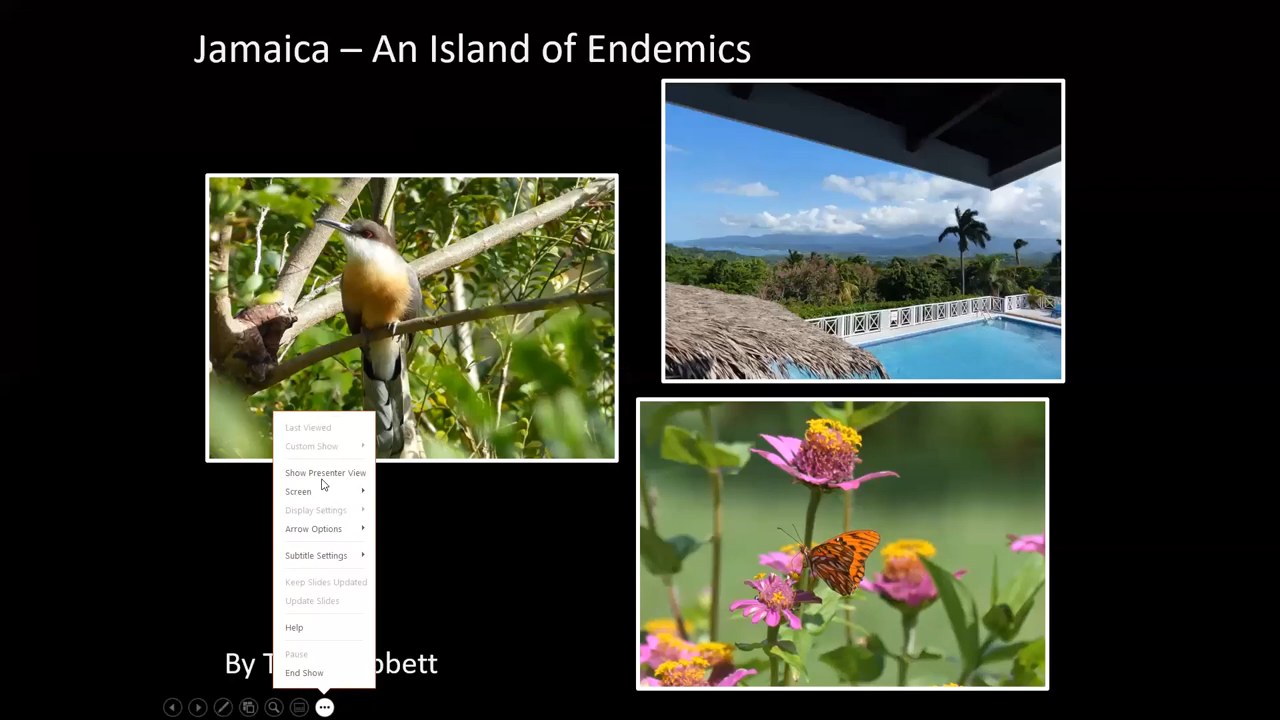 Jamaica – An Island of Endemics
Last Viewed
Custom Show
Show Presenter View
Screen
Display Settings
Arrow Options
Subtitle Settings
Keep Slides Updated
Update Slides
Help
Pause
End Show
By